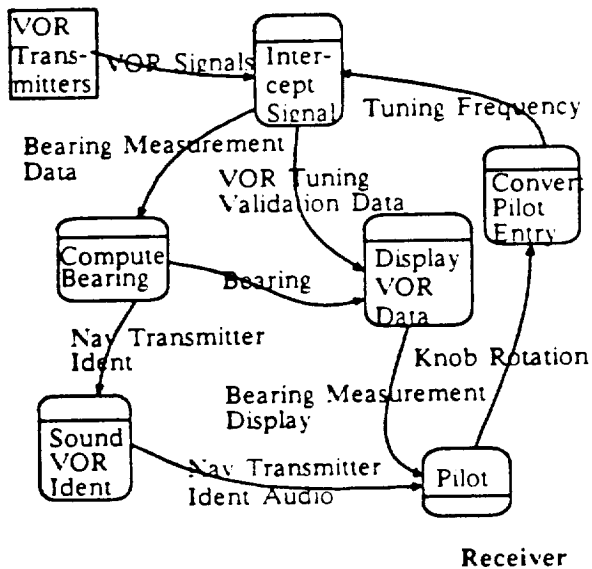 VOR
Trans-
mitters
VOR Signals
Inter-
cept
Signal
Tuning Frequency
Bearing Measurement
Data
VOR Tuning
Validation Data
Convert
Pilot
Entry
Compute
Bearing
Bearing
Display
VOR
Data
Nav Transmitter
Ident
Knob Rotation
Bearing Measurement
Display
Sound
VOR
Ident
Nav Transmitter
Ident Audio
Pilot
Receiver